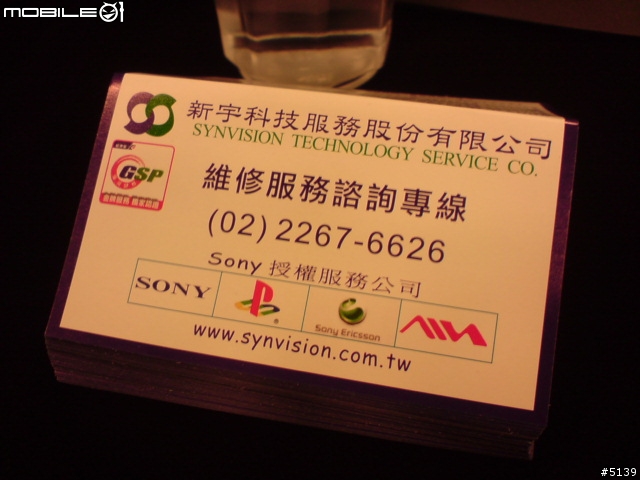 MOBILE01
新宇科技服務股份有限公司
SYNVISION TECHNOLOGY SERVICE CO.
GSP
維修服務諮詢專線
(02) 2267-6626
Sony 授權服務公司
SONY
Sony Ericsson
AIWA
www.synvision.com.tw
#5139